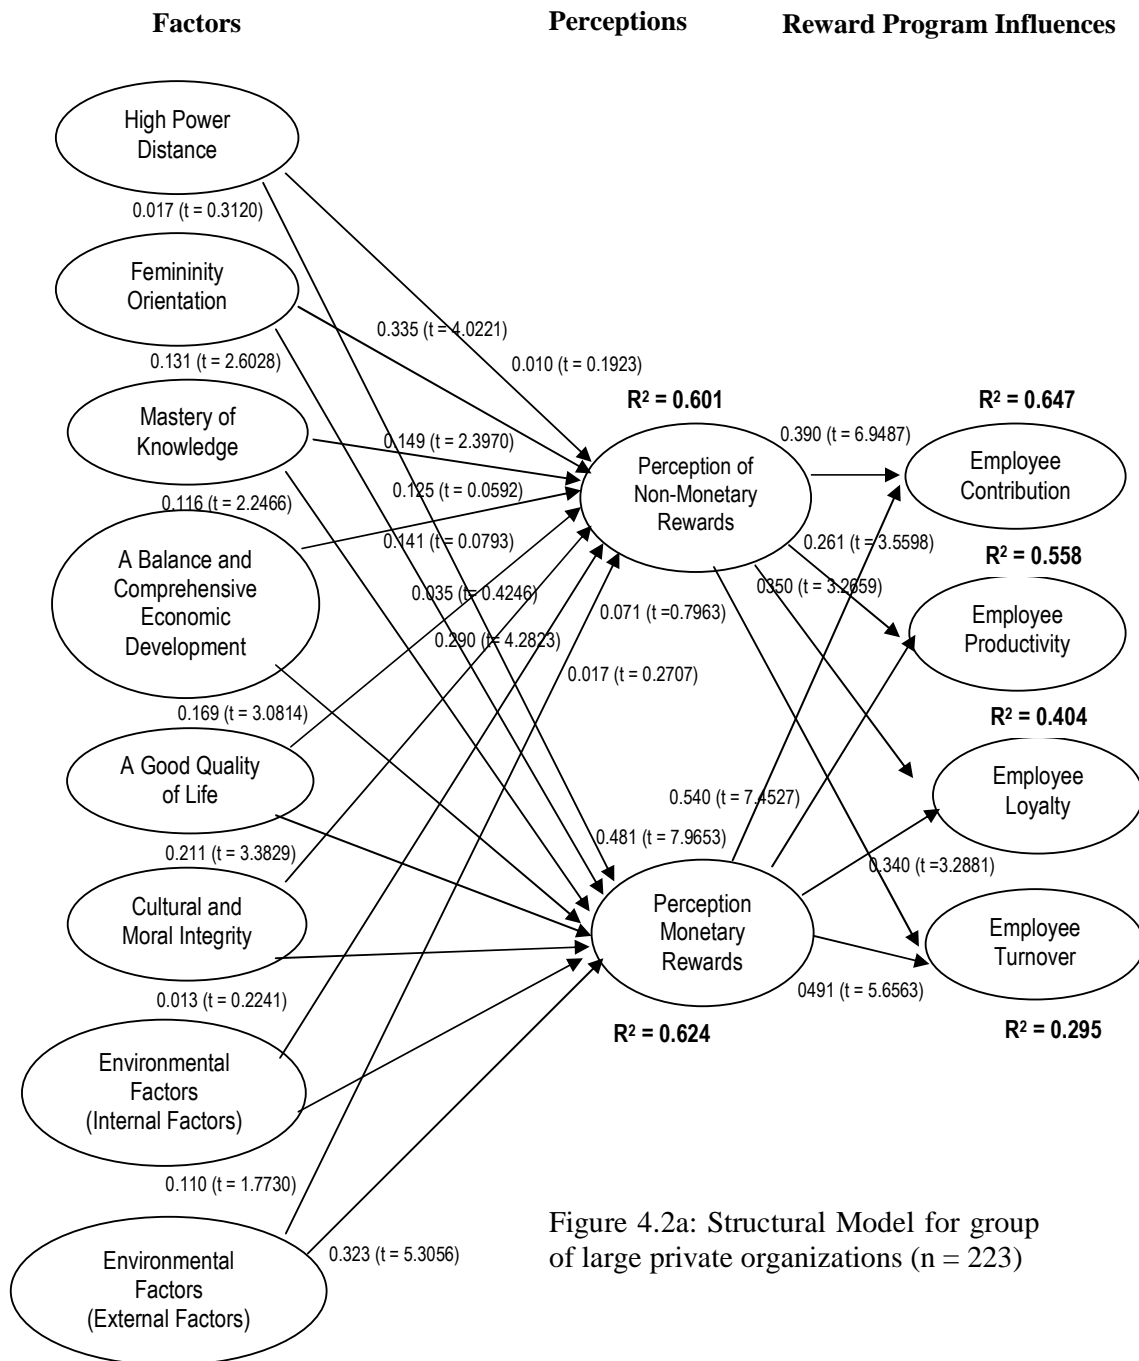 Factors
Perceptions
Reward Program Influences
High Power
Distance
0.017 (t = 0.3120)
Femininity
Orientation
0.335 (t = 4.0221)
0.010 (t = 0.1923)
0.131 (t = 2.6028)
R² = 0.601
R² = 0.647
Mastery of
Knowledge
0.149 (t = 2.3970)
0.390 (t = 6.9487)
Perception of
Non-Monetary
Rewards
Employee
Contribution
0.116 (t = 2.2466)
0.125 (t = 0.0592)
0.141 (t = 0.0793)
0.261 (t = 3.5598)
R² = 0.558
A Balance and
Comprehensive
Economic
Development
0.035 (t = 0.4246)
0350 (t = 3.2659)
0.071 (t =0.7963)
0.290 (t = 4.2823)
Employee
Productivity
0.017 (t = 0.2707)
0.169 (t = 3.0814)
R² = 0.404
A Good Quality
of Life
0.540 (t = 7.4527)
Employee
Loyalty
0.481 (t = 7.9653)
0.211 (t = 3.3829)
0.340 (t =3.2881)
Cultural and
Moral Integrity
Perception
Monetary
Rewards
Employee
Turnover
0.013 (t = 0.2241)
0491 (t = 5.6563)
R² = 0.624
R² = 0.295
Environmental
Factors
(Internal Factors)
0.110 (t = 1.7730)
0.323 (t = 5.3056)
Environmental
Factors
(External Factors)
Figure 4.2a: Structural Model for group
of large private organizations (n = 223)